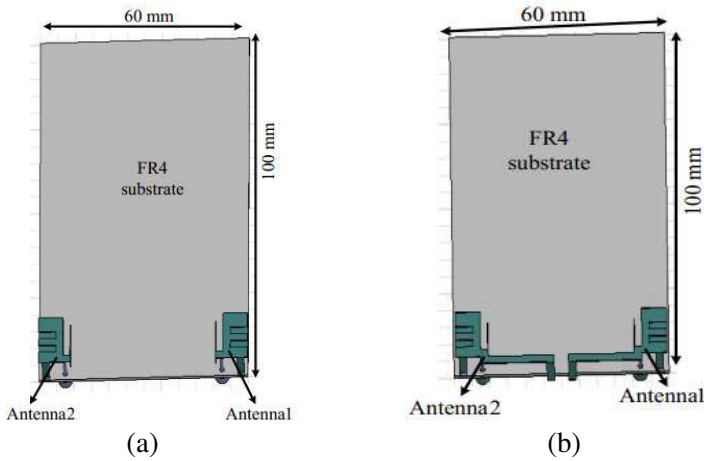 60 mm
FR4
substrate
100 mm
Antenna2
Antenna1
(a)
60 mm
FR4
substrate
100 mm
Antenna2
Antenna1
(b)